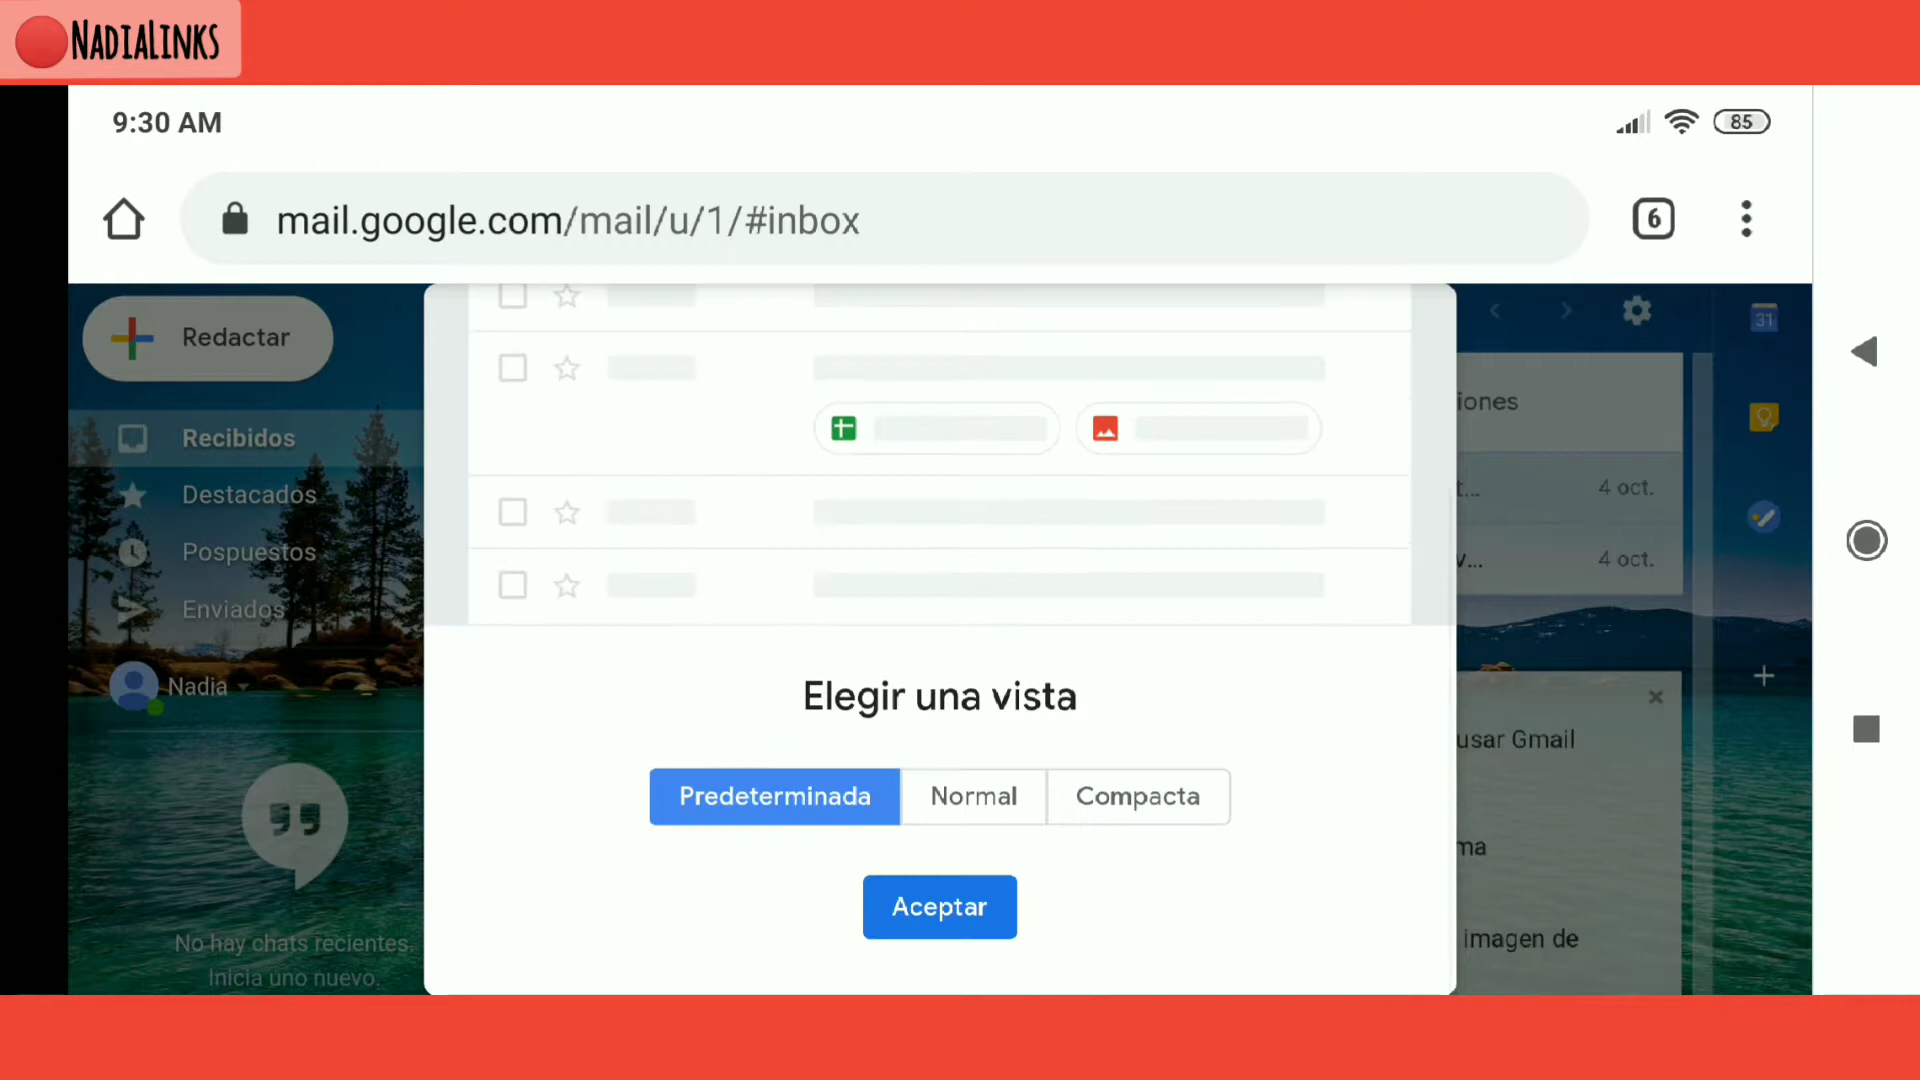 NADIALINKS
9:30 AM
85
mail.google.com/mail/u/1/#inbox
6
Redactar
Recibidos
Destacados
Pospuestos
Enviados
Nadia
No hay chats recientes.
Inicia uno nuevo.
Elegir una vista
Predeterminada
Normal
Compacta
Aceptar
iones
31
t...
4 oct.
v...
4 oct.
usar Gmail
ma
imagen de